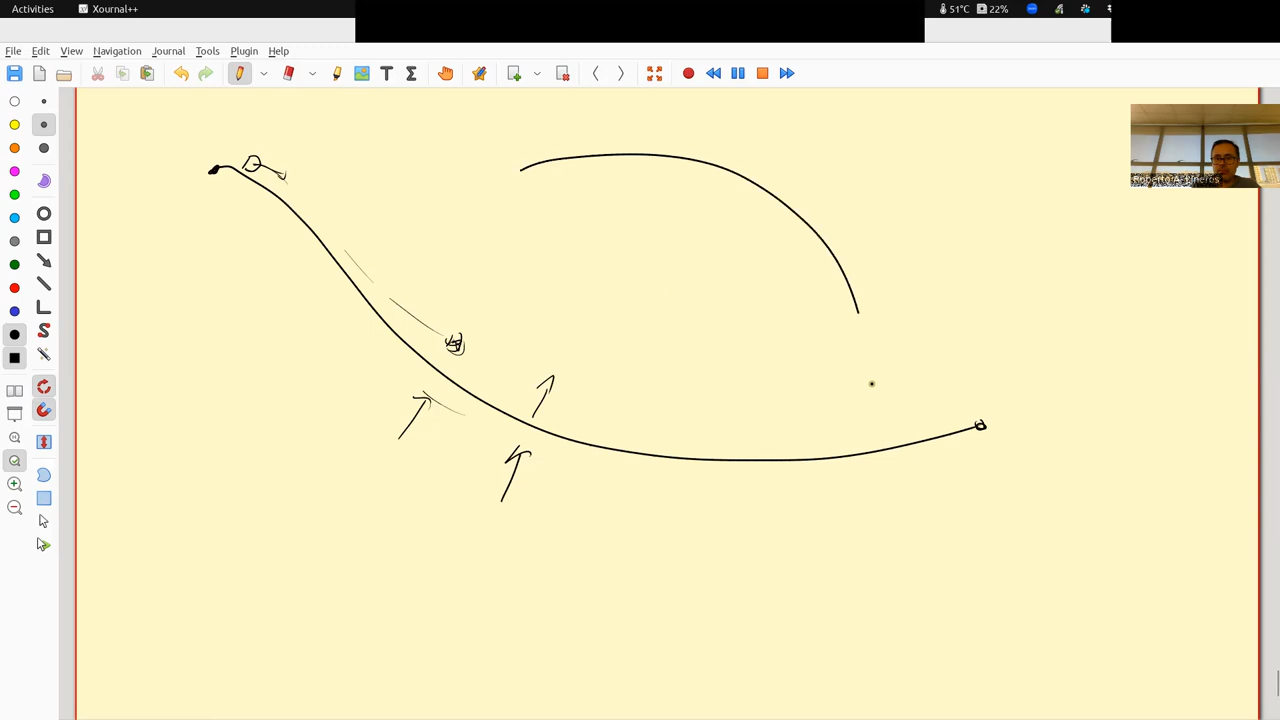 Activities Xournal++ 51°C 22%
File Edit View Navigation Journal Tools Plugin Help